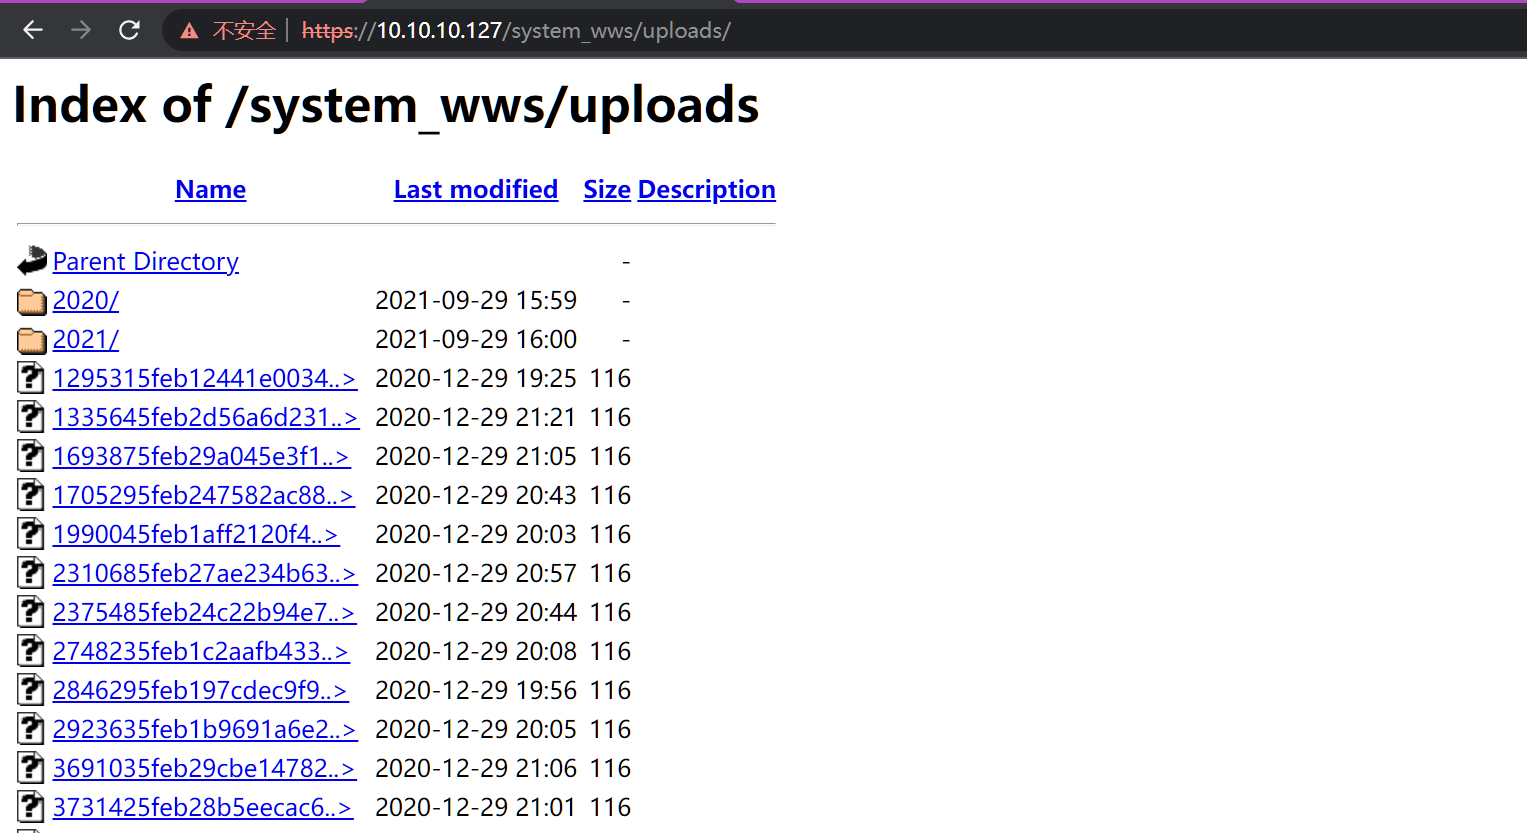 不安全 | https://10.10.10.127/system_wws/uploads/
Index of /system_wws/uploads
Name Last modified Size Description
Parent Directory -
2020/ 2021-09-29 15:59 -
2021/ 2021-09-29 16:00 -
1295315feb12441e0034..> 2020-12-29 19:25 116
1335645feb2d56a6d231..> 2020-12-29 21:21 116
1693875feb29a045e3f1..> 2020-12-29 21:05 116
1705295feb247582ac88..> 2020-12-29 20:43 116
1990045feb1aff2120f4..> 2020-12-29 20:03 116
2310685feb27ae234b63..> 2020-12-29 20:57 116
2375485feb24c22b94e7..> 2020-12-29 20:44 116
2748235feb1c2aafb433..> 2020-12-29 20:08 116
2846295feb197cdec9f9..> 2020-12-29 19:56 116
2923635feb1b9691a6e2..> 2020-12-29 20:05 116
3691035feb29cbe14782..> 2020-12-29 21:06 116
3731425feb28b5eecac6..> 2020-12-29 21:01 116